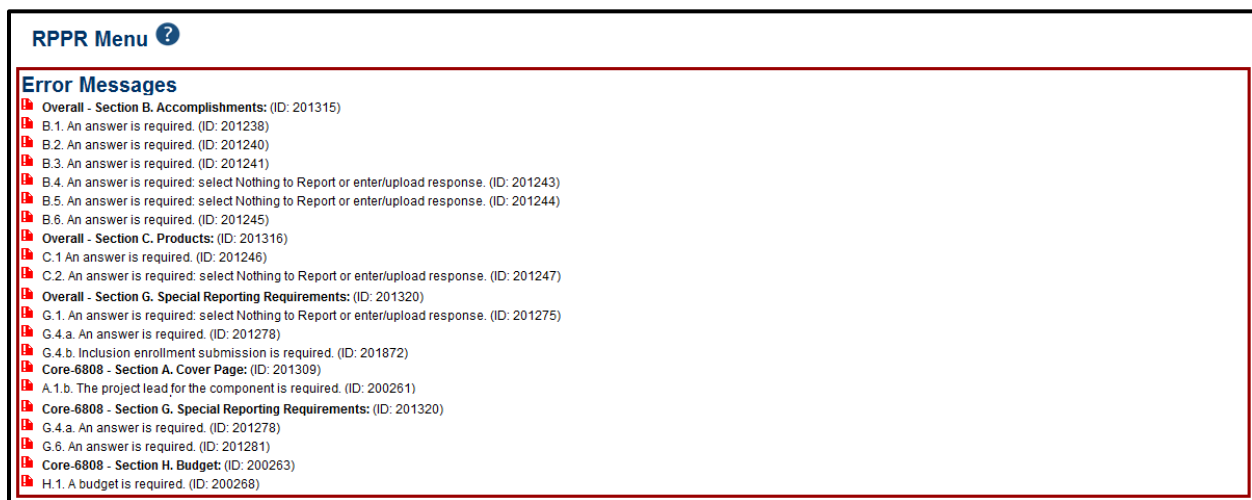 RPPR Menu ?
Error Messages
Overall - Section B. Accomplishments: (ID: 201315)
B.1. An answer is required. (ID: 201238)
B.2. An answer is required. (ID: 201240)
B.3. An answer is required. (ID: 201241)
B.4. An answer is required: select Nothing to Report or enter/upload response. (ID: 201243)
B.5. An answer is required: select Nothing to Report or enter/upload response. (ID: 201244)
B.6. An answer is required. (ID: 201245)
Overall - Section C. Products: (ID: 201316)
C.1 An answer is required. (ID: 201246)
C.2. An answer is required: select Nothing to Report or enter/upload response. (ID: 201247)
Overall - Section G. Special Reporting Requirements: (ID: 201320)
G.1. An answer is required: select Nothing to Report or enter/upload response. (ID: 201275)
G.4.a. An answer is required. (ID: 201278)
G.4.b. Inclusion enrollment submission is required. (ID: 201872)
Core-6808 - Section A. Cover Page: (ID: 201309)
A.1.b. The project lead for the component is required. (ID: 200261)
Core-6808 - Section G. Special Reporting Requirements: (ID: 201320)
G.4.a. An answer is required. (ID: 201278)
G.6. An answer is required. (ID: 201281)
Core-6808 - Section H. Budget: (ID: 200263)
H.1. A budget is required. (ID: 200268)